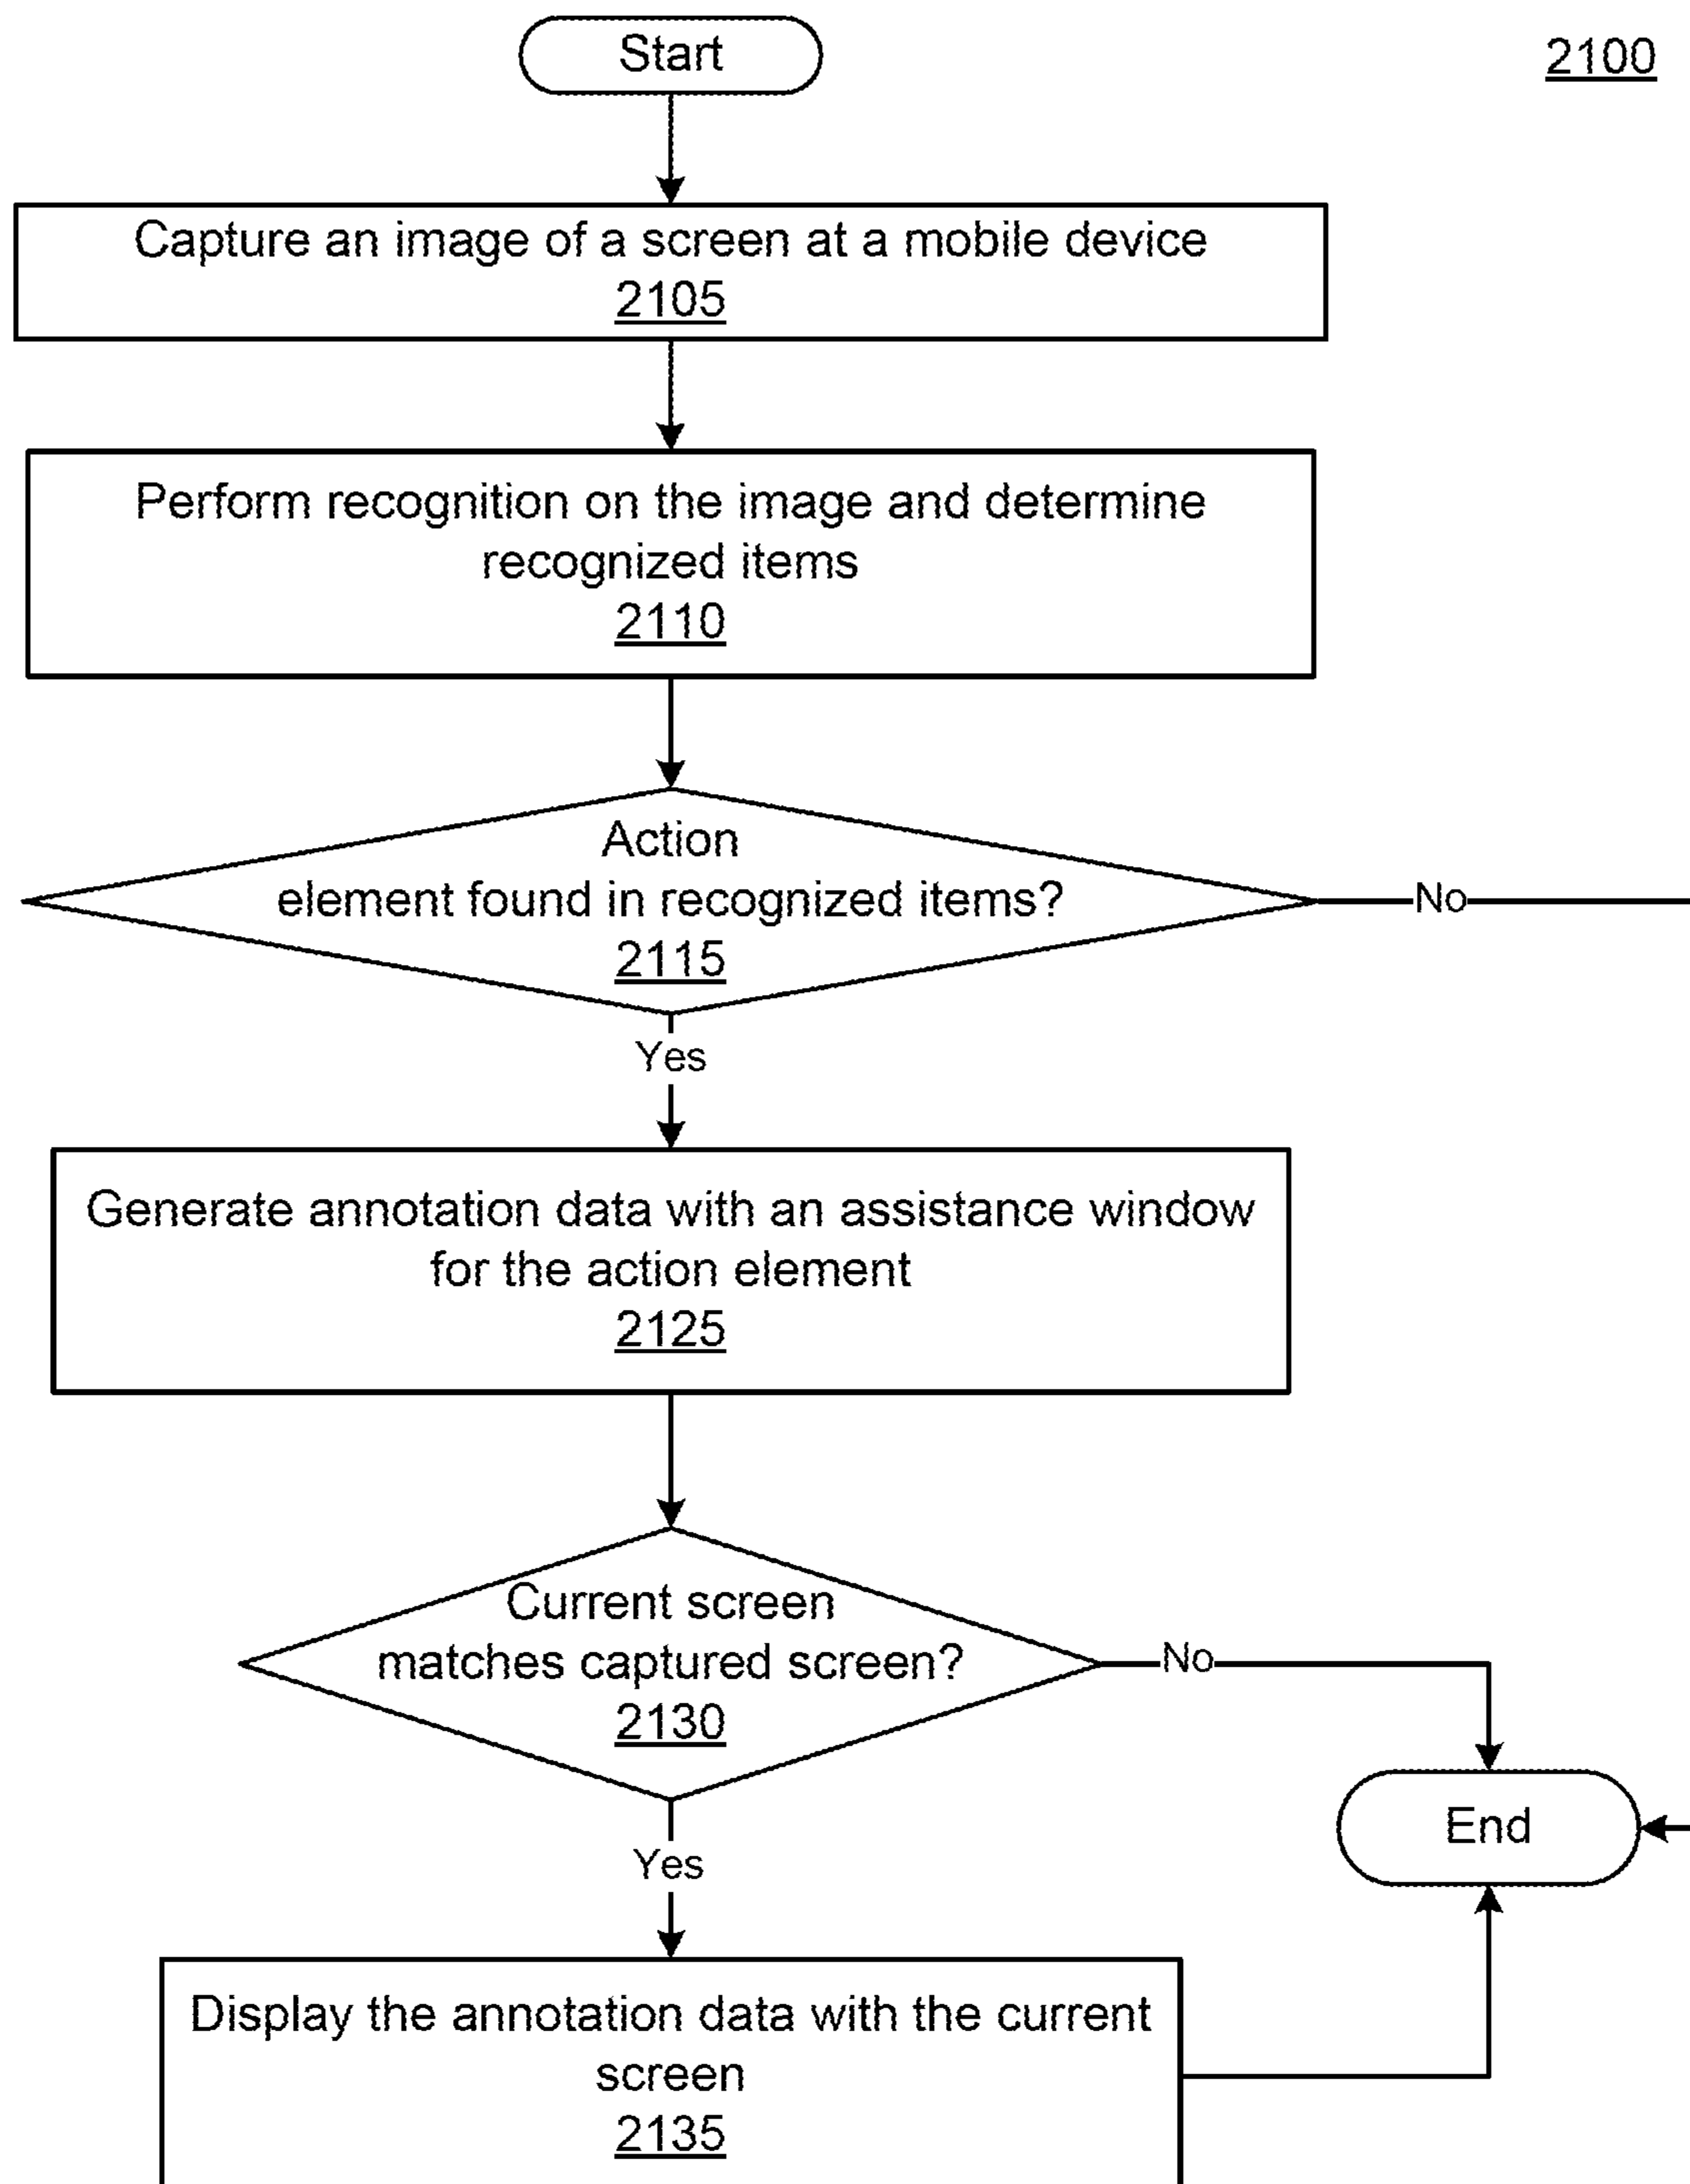 Start
2100
Capture an image of a screen at a mobile device
2105
Perform recognition on the image and determine
recognized items
2110
Action
element found in recognized items?
2115
No
Yes
Generate annotation data with an assistance window
for the action element
2125
Current screen
matches captured screen?
2130
No
End
Yes
Display the annotation data with the current
screen
2135